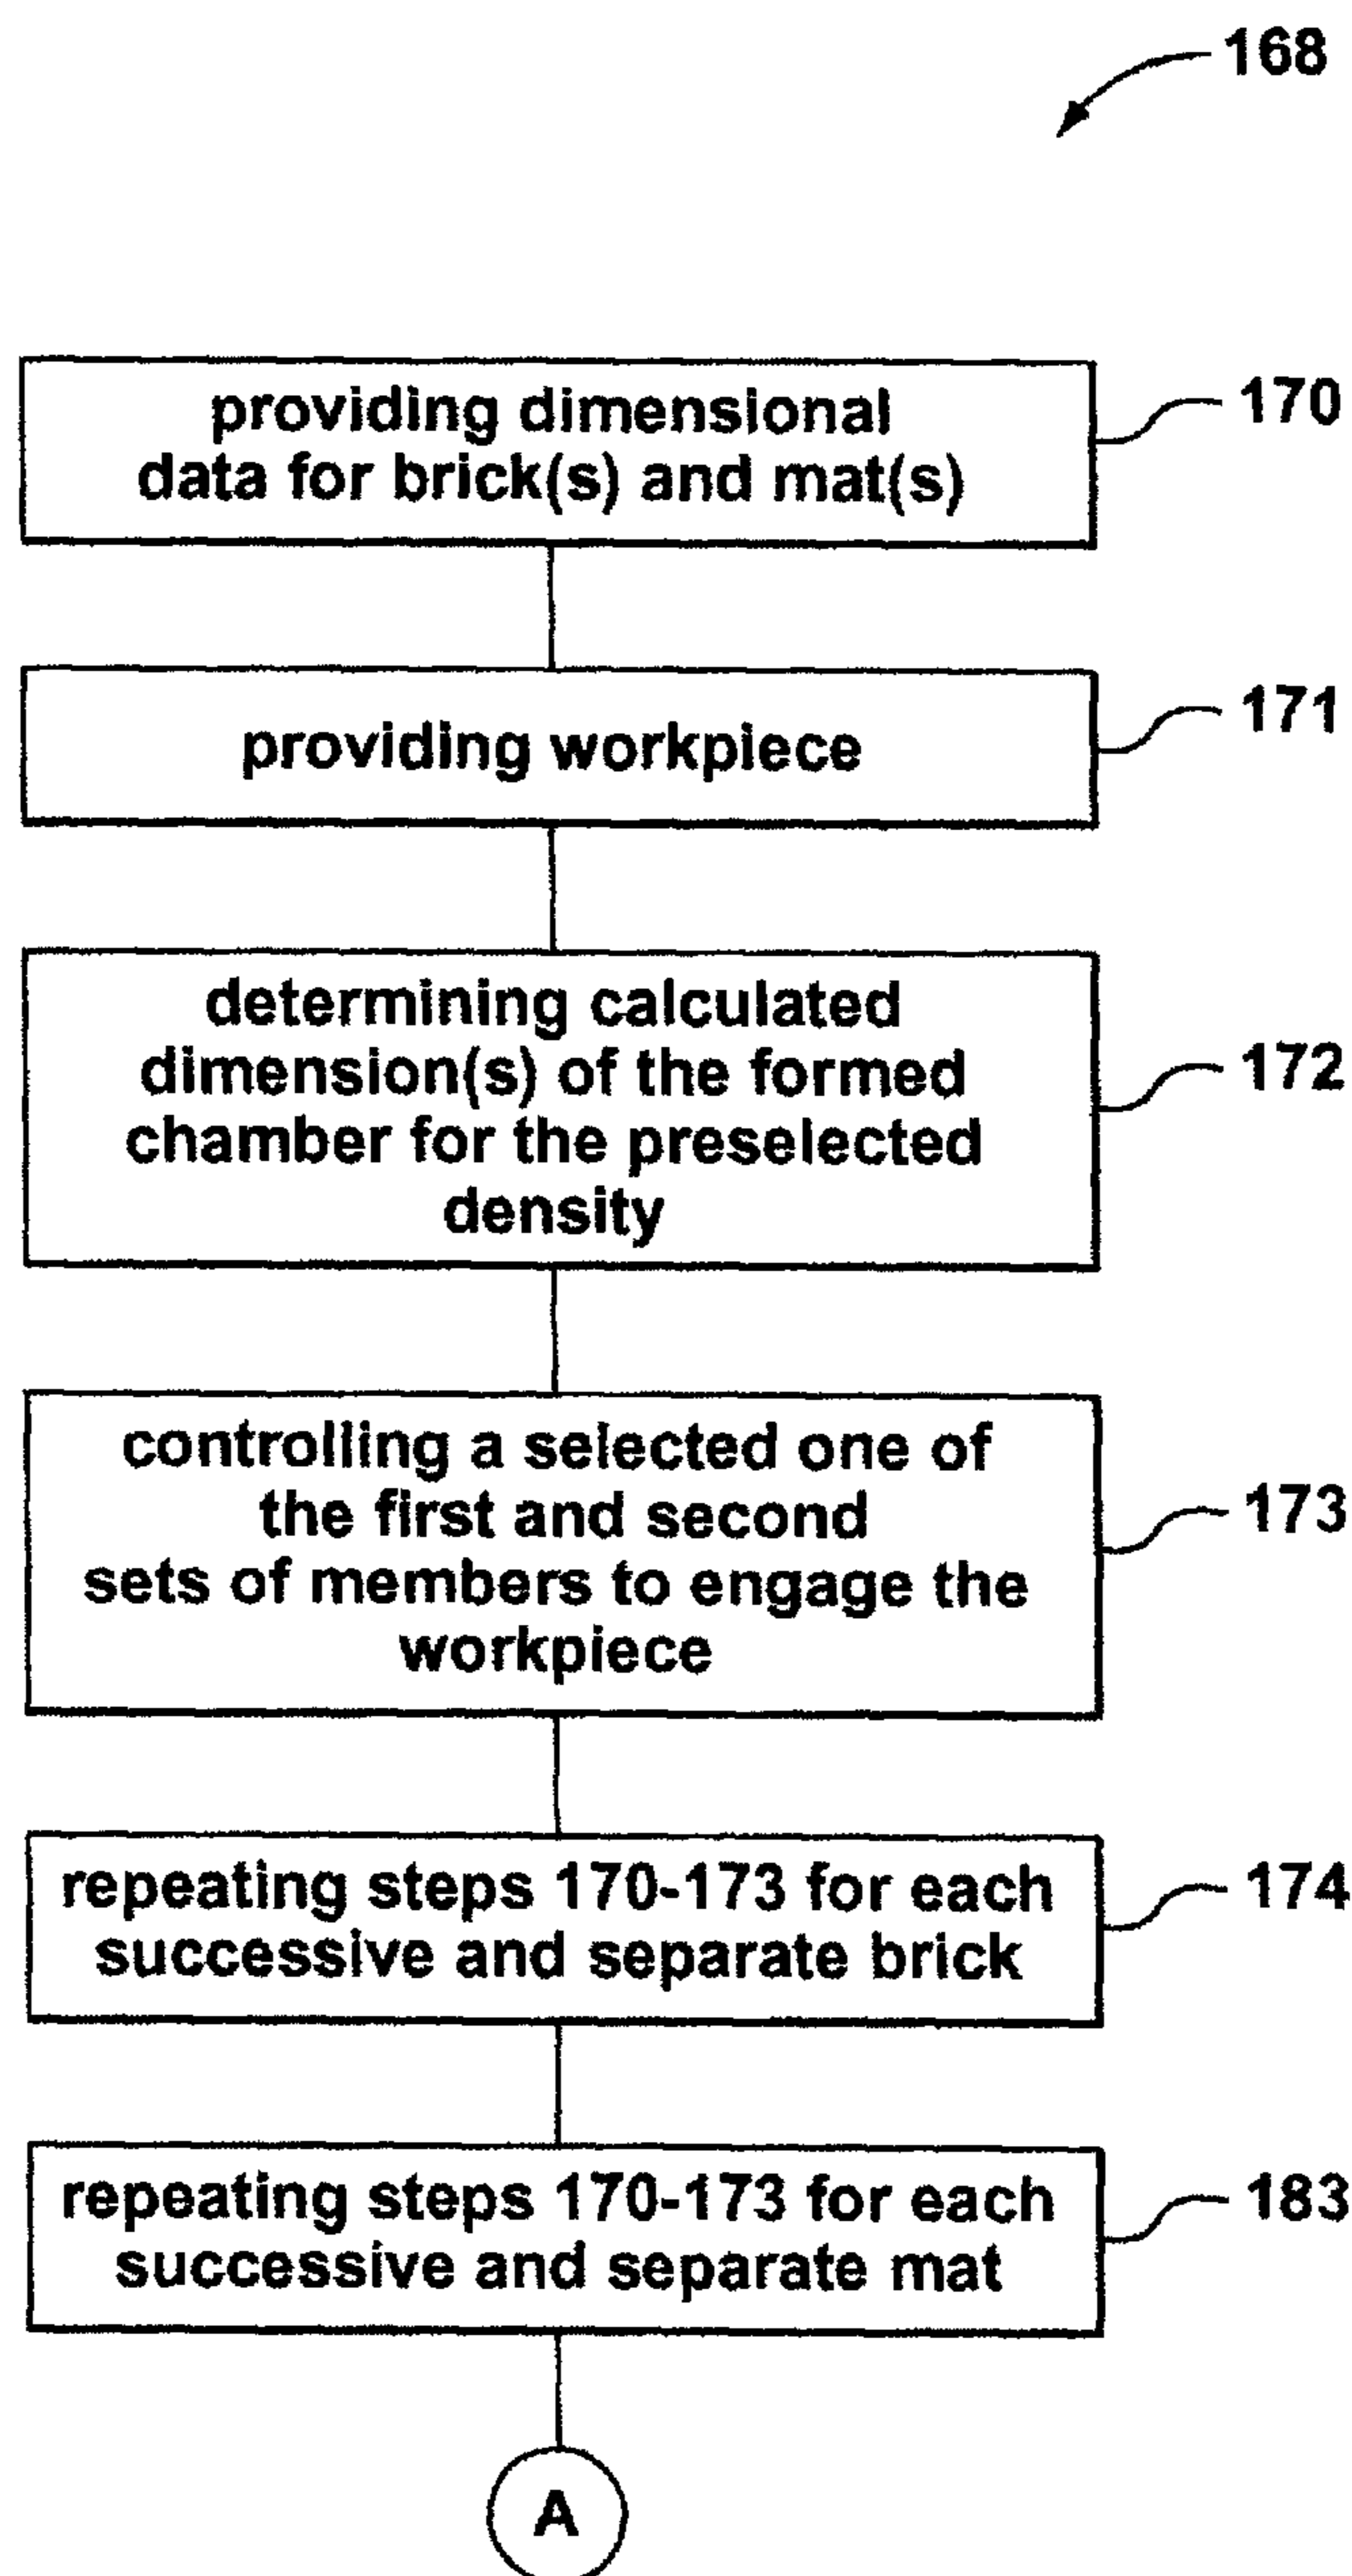 168
providing dimensional
data for brick(s) and mat(s)
170
providing workpiece
171
determining calculated
dimension(s) of the formed
chamber for the preselected
density
172
controlling a selected one of
the first and second
sets of members to engage the
workpiece
173
repeating steps 170-173 for each
successive and separate brick
174
repeating steps 170-173 for each
successive and separate mat
183
A